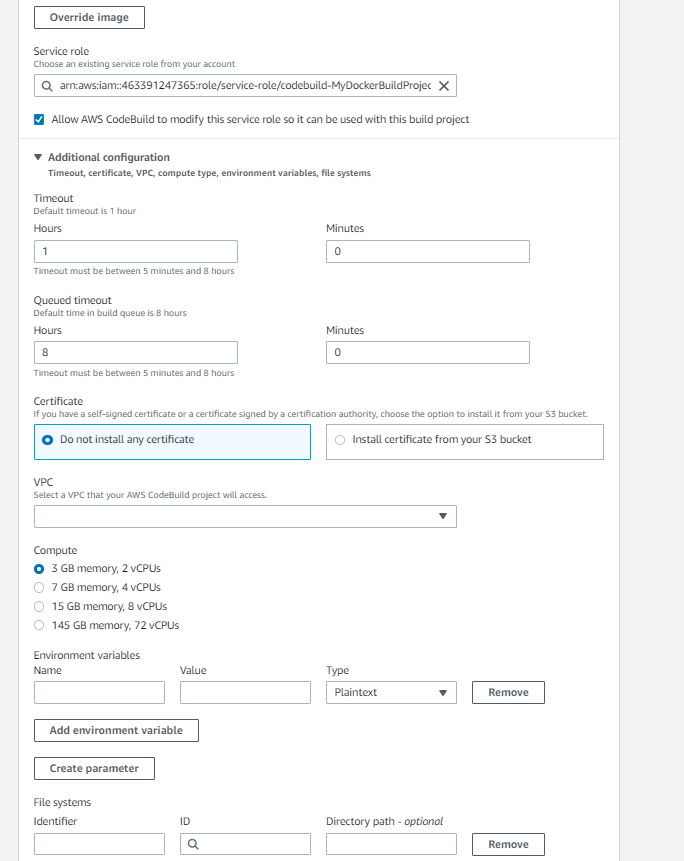 Override image
Service role
Choose an existing service role from your account
arn:aws:iam::463391247365:role/service-role/codebuild-MyDockerBuildProjec
Allow AWS CodeBuild to modify this service role so it can be used with this build project
Additional configuration
Timeout, certificate, VPC, compute type, environment variables, file systems
Timeout
Default timeout is 1 hour
Hours Minutes
1 0
Timeout must be between 5 minutes and 8 hours
Queued timeout
Default time in build queue is 8 hours
Hours Minutes
8 0
Timeout must be between 5 minutes and 8 hours
Certificate
If you have a self-signed certificate or a certificate signed by a certification authority, choose the option to install it from your S3 bucket.
Do not install any certificate Install certificate from your S3 bucket
VPC
Select a VPC that your AWS CodeBuild project will access.
Compute
3 GB memory, 2 vCPUs
7 GB memory, 4 vCPUs
15 GB memory, 8 vCPUs
145 GB memory, 72 vCPUs
Environment variables
Name Value Type
Plaintext Remove
Add environment variable
Create parameter
File systems
Identifier ID Directory path - optional
Remove